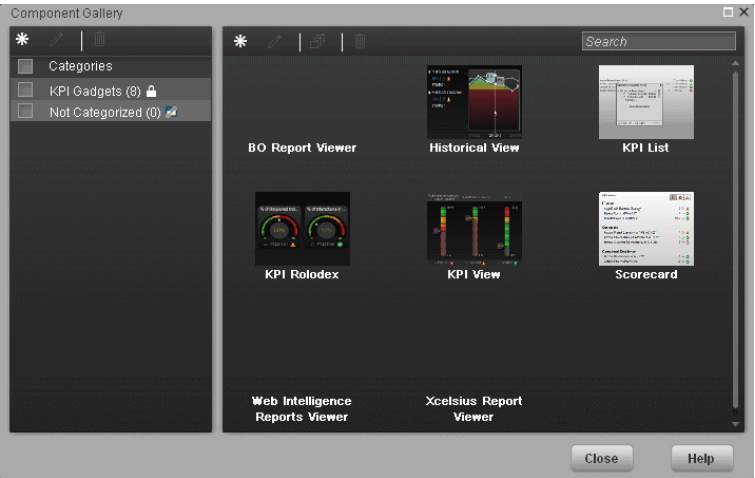 Component Gallery
Search
Categories
KPI Gadgets (8)
Not Categorized (0)
BO Report Viewer
Historical View
KPI List
KPI Rolodex
KPI View
Scorecard
Web Intelligence
Reports Viewer
Xcelsius Report
Viewer
Close
Help